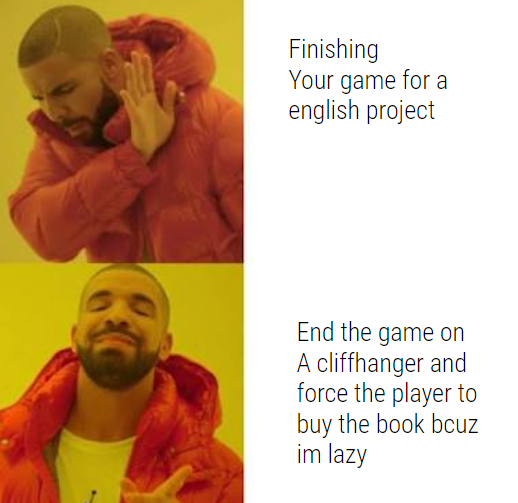 Finishing
Your game for a
english project
End the game on
A cliffhanger and
force the player to
buy the book bcuz
im lazy